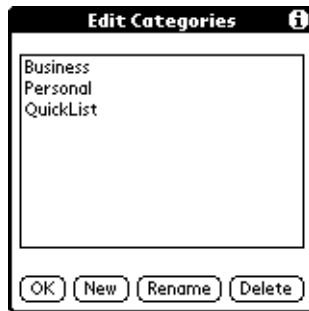 Edit Categories i
Business
Personal
QuickList
OK New Rename Delete